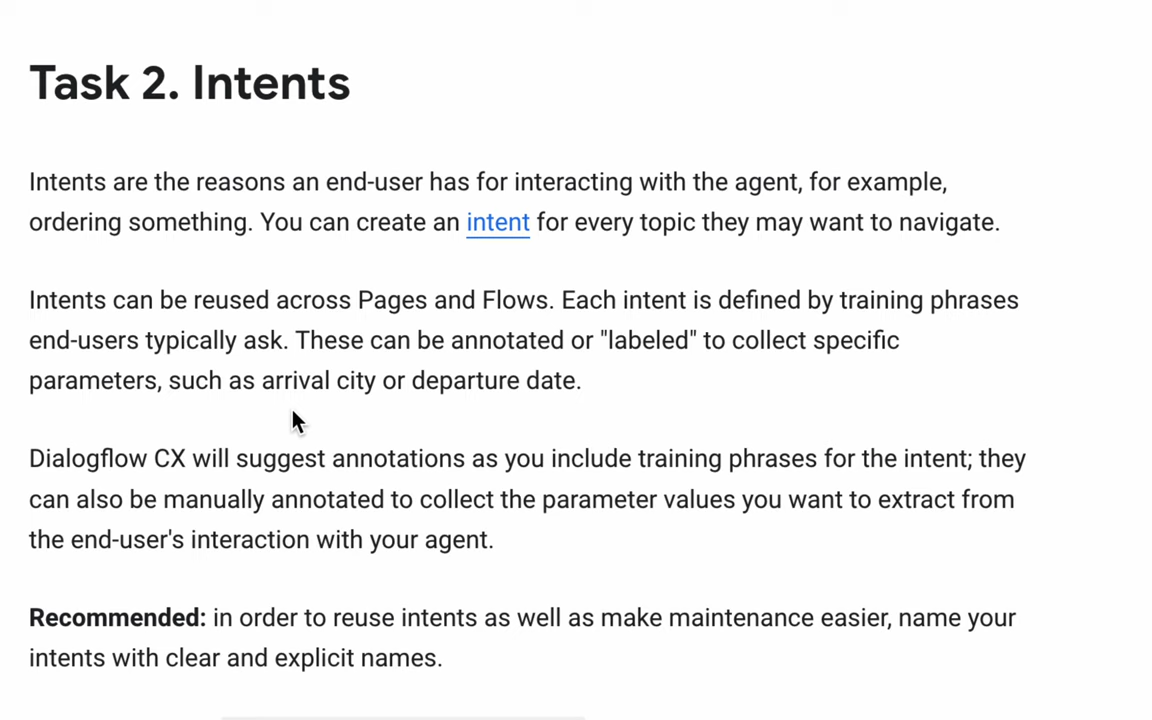 Task 2. Intents
Intents are the reasons an end-user has for interacting with the agent, for example,
ordering something. You can create an intent for every topic they may want to navigate.
Intents can be reused across Pages and Flows. Each intent is defined by training phrases
end-users typically ask. These can be annotated or "labeled" to collect specific
parameters, such as arrival city or departure date.
Dialogflow CX will suggest annotations as you include training phrases for the intent; they
can also be manually annotated to collect the parameter values you want to extract from
the end-user's interaction with your agent.
Recommended: in order to reuse intents as well as make maintenance easier, name your
intents with clear and explicit names.